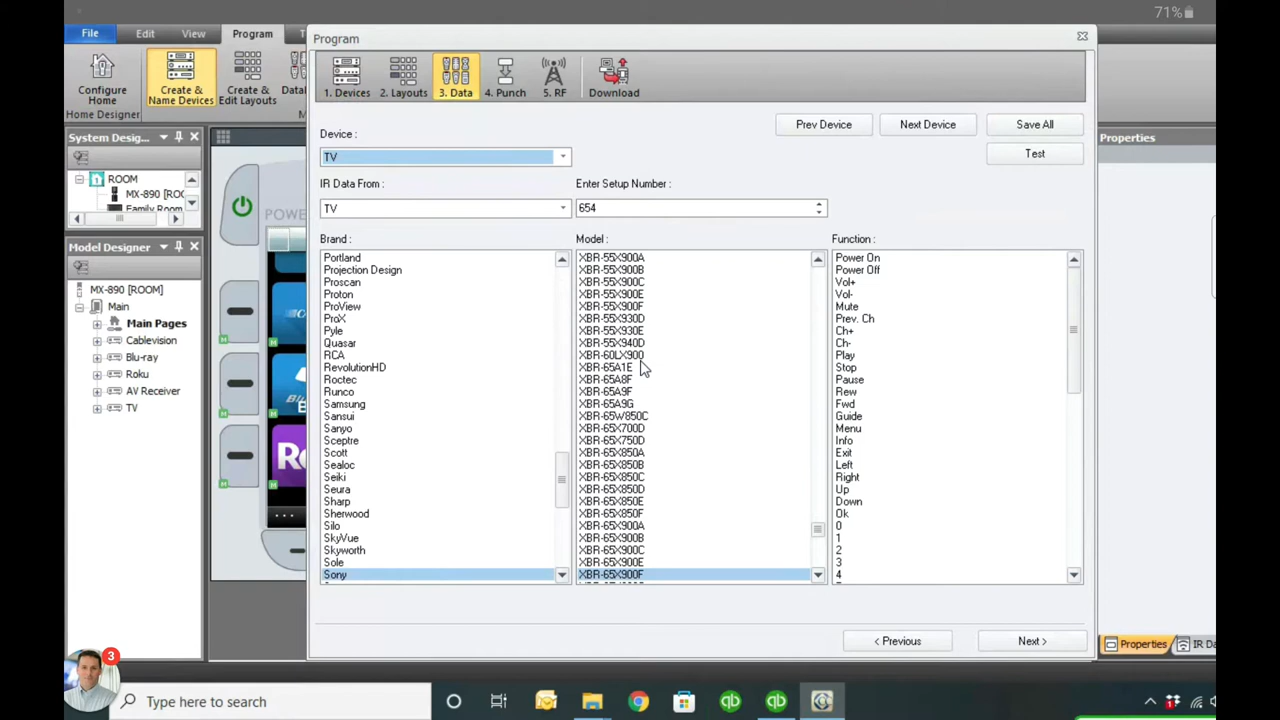 71%
File Edit View Program
Program
Configure Home
Create & Name Devices
Create & Edit Layouts
Home Designer
1. Devices 2. Layouts 3. Data 4. Punch 5. RF Download
Prev Device Next Device Save All
Test
System Desig...
ROOM
MX-890 [ROO
Family Room
Model Designer
MX-890 [ROOM]
Main
Main Pages
Cablevision
Blu-ray
Roku
AV Receiver
TV
POWE
Device :
TV
IR Data From :
TV
Enter Setup Number :
654
Brand :
Portland
Projection Design
Proscan
Proton
ProView
ProX
Pyle
Quasar
RCA
RevolutionHD
Roctec
Runco
Samsung
Sansui
Sanyo
Sceptre
Scott
Sealoc
Seiki
Seura
Sharp
Sherwood
Silo
SkyVue
Skyworth
Sole
Sony
Model :
XBR-55X900A
XBR-55X900B
XBR-55X900C
XBR-55X900E
XBR-55X900F
XBR-55X930D
XBR-55X930E
XBR-55X940D
XBR-60LX900
XBR-65A1E
XBR-65A8F
XBR-65A9F
XBR-65A9G
XBR-65W850C
XBR-65X700D
XBR-65X750D
XBR-65X850A
XBR-65X850B
XBR-65X850C
XBR-65X850D
XBR-65X850E
XBR-65X850F
XBR-65X900A
XBR-65X900B
XBR-65X900C
XBR-65X900E
XBR-65X900F
Function :
Power On
Power Off
Vol+
Vol-
Mute
Prev. Ch
Ch+
Ch-
Play
Stop
Pause
Rew
Fwd
Guide
Menu
Info
Exit
Left
Right
Up
Down
Ok
0
1
2
3
4
< Previous Next >
Properties
Properties IR Da
3
Type here to search